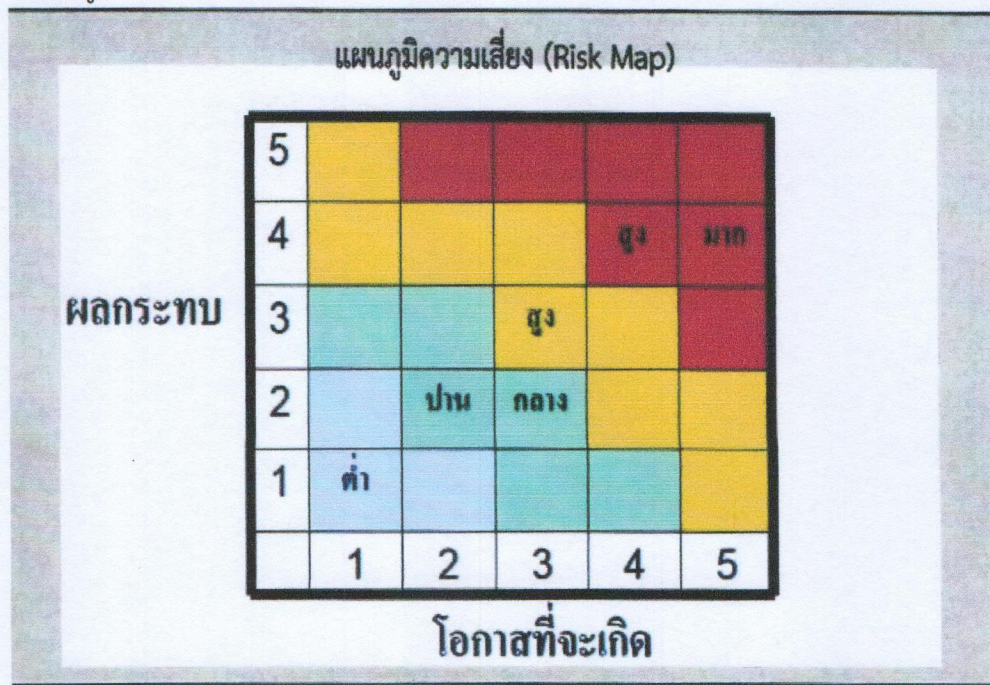 แผนภูมิความเสี่ยง (Risk Map)
5
4 สูง มาก
ผลกระทบ
3 สูง
2 ปาน กลาง
1 ต่ำ
1 2 3 4 5
โอกาสที่จะเกิด